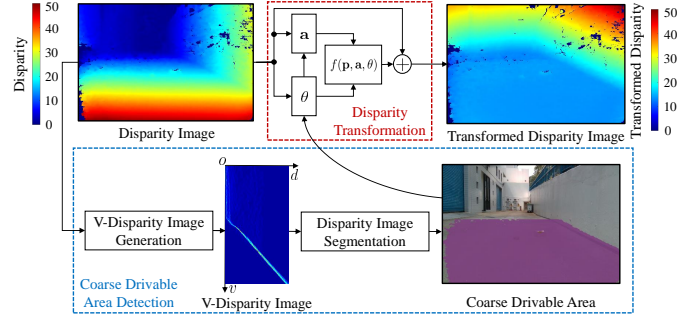 50
40
30
20
10
0
Disparity
Disparity Image
a
θ
f(p, a, θ)
Disparity
Transformation
Transformed Disparity Image
50
40
30
20
10
0
Transformed Disparity
o
d
v
V-Disparity Image
Generation
Disparity Image
Segmentation
Coarse Drivable
Area Detection
V-Disparity Image
Coarse Drivable Area